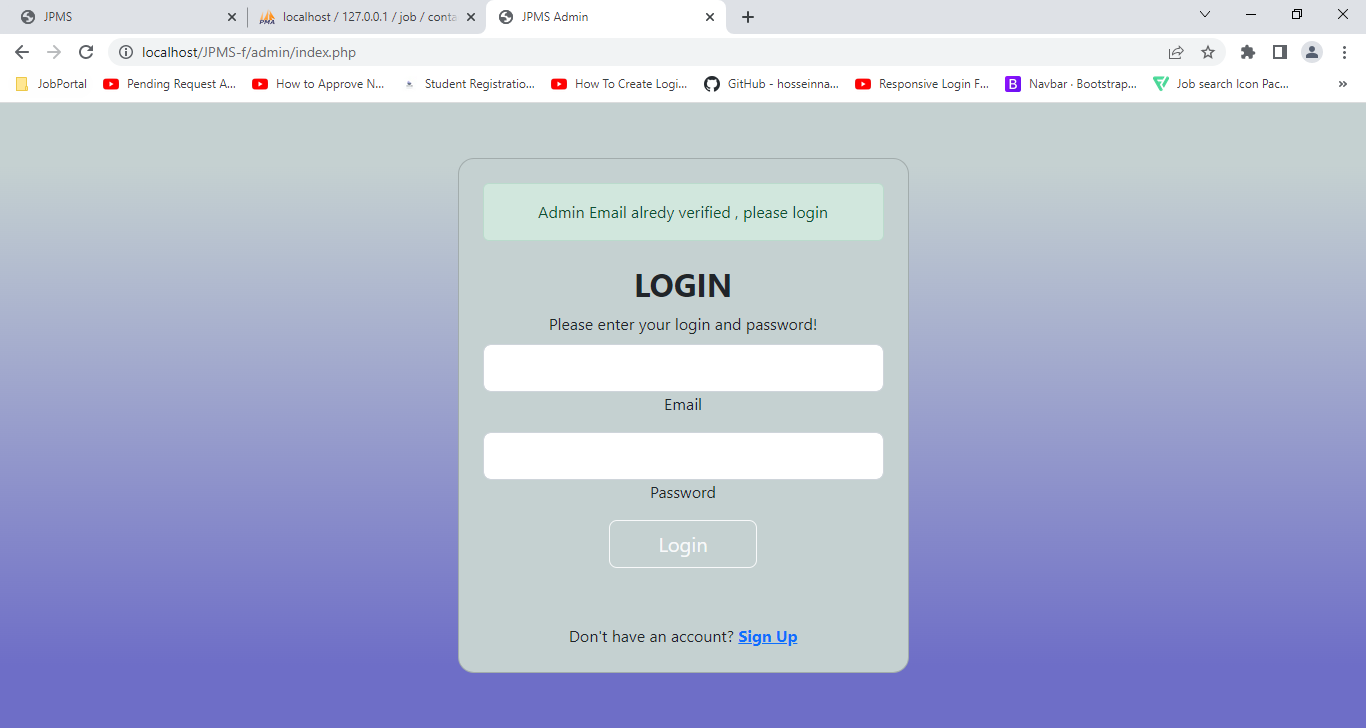 JPMS
localhost / 127.0.0.1 / job / conta
JPMS Admin
localhost/JPMS-f/admin/index.php
JobPortal
Pending Request A...
How to Approve N...
Student Registratio...
How To Create Logi...
GitHub - hosseinna...
Responsive Login F...
Navbar · Bootstrap...
Job search Icon Pac...
Admin Email alredy verified , please login
LOGIN
Please enter your login and password!
Email
Password
Login
Don't have an account? Sign Up